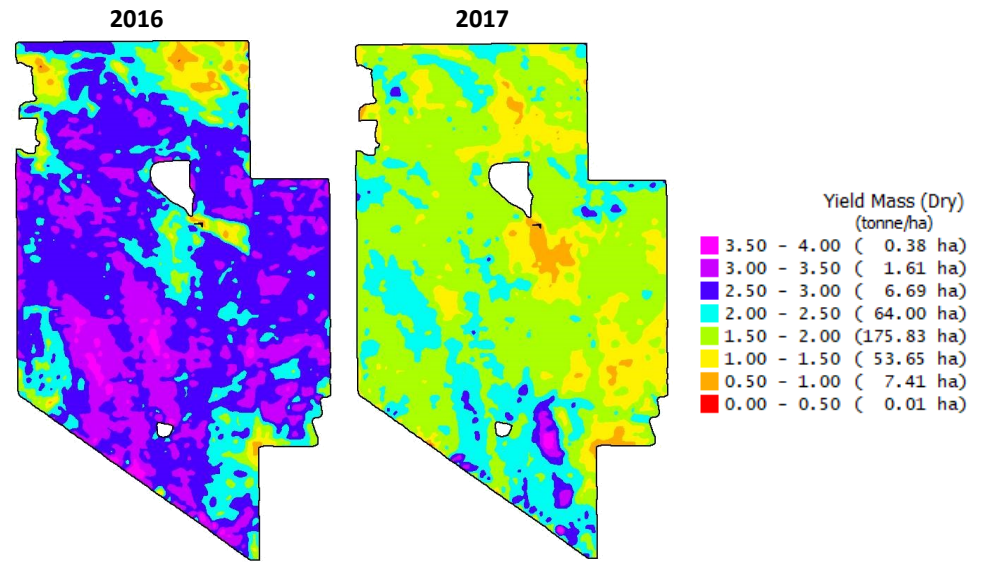 2016
2017
Yield Mass (Dry)
(tonne/ha)
3.50 - 4.00 ( 0.38 ha)
3.00 - 3.50 ( 1.61 ha)
2.50 - 3.00 ( 6.69 ha)
2.00 - 2.50 ( 64.00 ha)
1.50 - 2.00 (175.83 ha)
1.00 - 1.50 ( 53.65 ha)
0.50 - 1.00 ( 7.41 ha)
0.00 - 0.50 ( 0.01 ha)